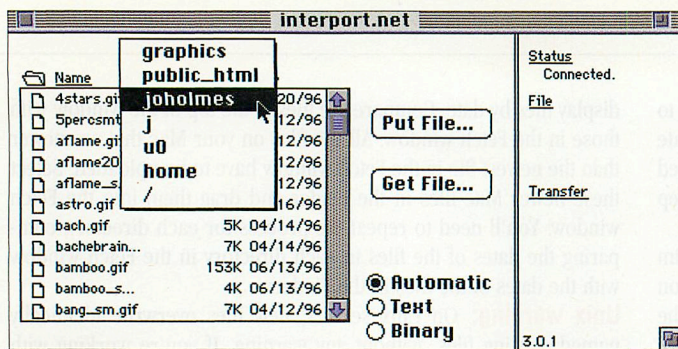 interport.net
graphics
public_html
joholmes
j
u0
home
/
Name
4stars.gi 20/96
5percsmt 12/96
aflame.gi 12/96
aflame20 12/96
aflame_s 12/96
astro.gif 16/96
bach.gif 5K 04/14/96
bachebrain... 7K 04/14/96
bamboo.gif 153K 06/13/96
bamboo_s... 4K 06/13/96
bang_sm.gif 7K 04/12/96
Put File...
Get File...
Automatic
Text
Binary
Status
Connected.
File
Transfer
3.0.1